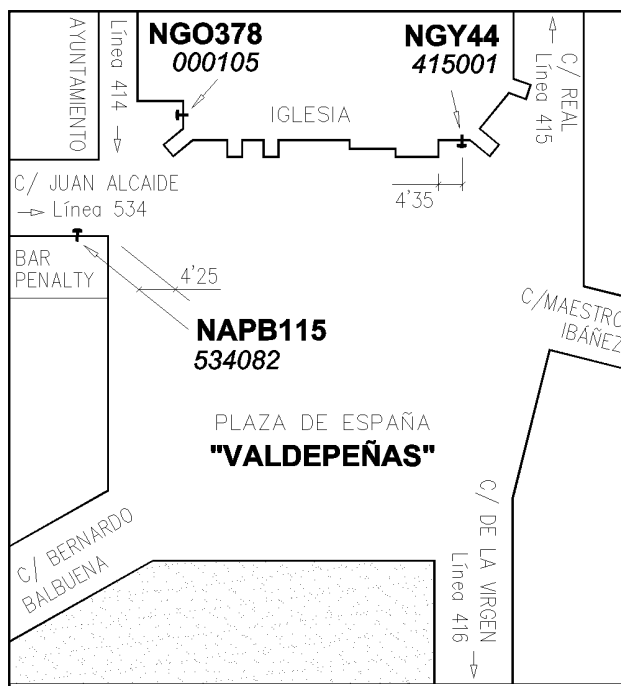 AYUNTAMIENTO
Línea 414
NGO378
000105
NGY44
415001
IGLESIA
C/ REAL
Línea 415
C/ JUAN ALCAIDE
Línea 534
4'35
BAR
PENALTY
4'25
C/MAESTRO
IBÁÑEZ
NAPB115
534082
PLAZA DE ESPAÑA
"VALDEPEÑAS"
C/ BERNARDO
BALBUENA
C/ DE LA VIRGEN
Línea 416